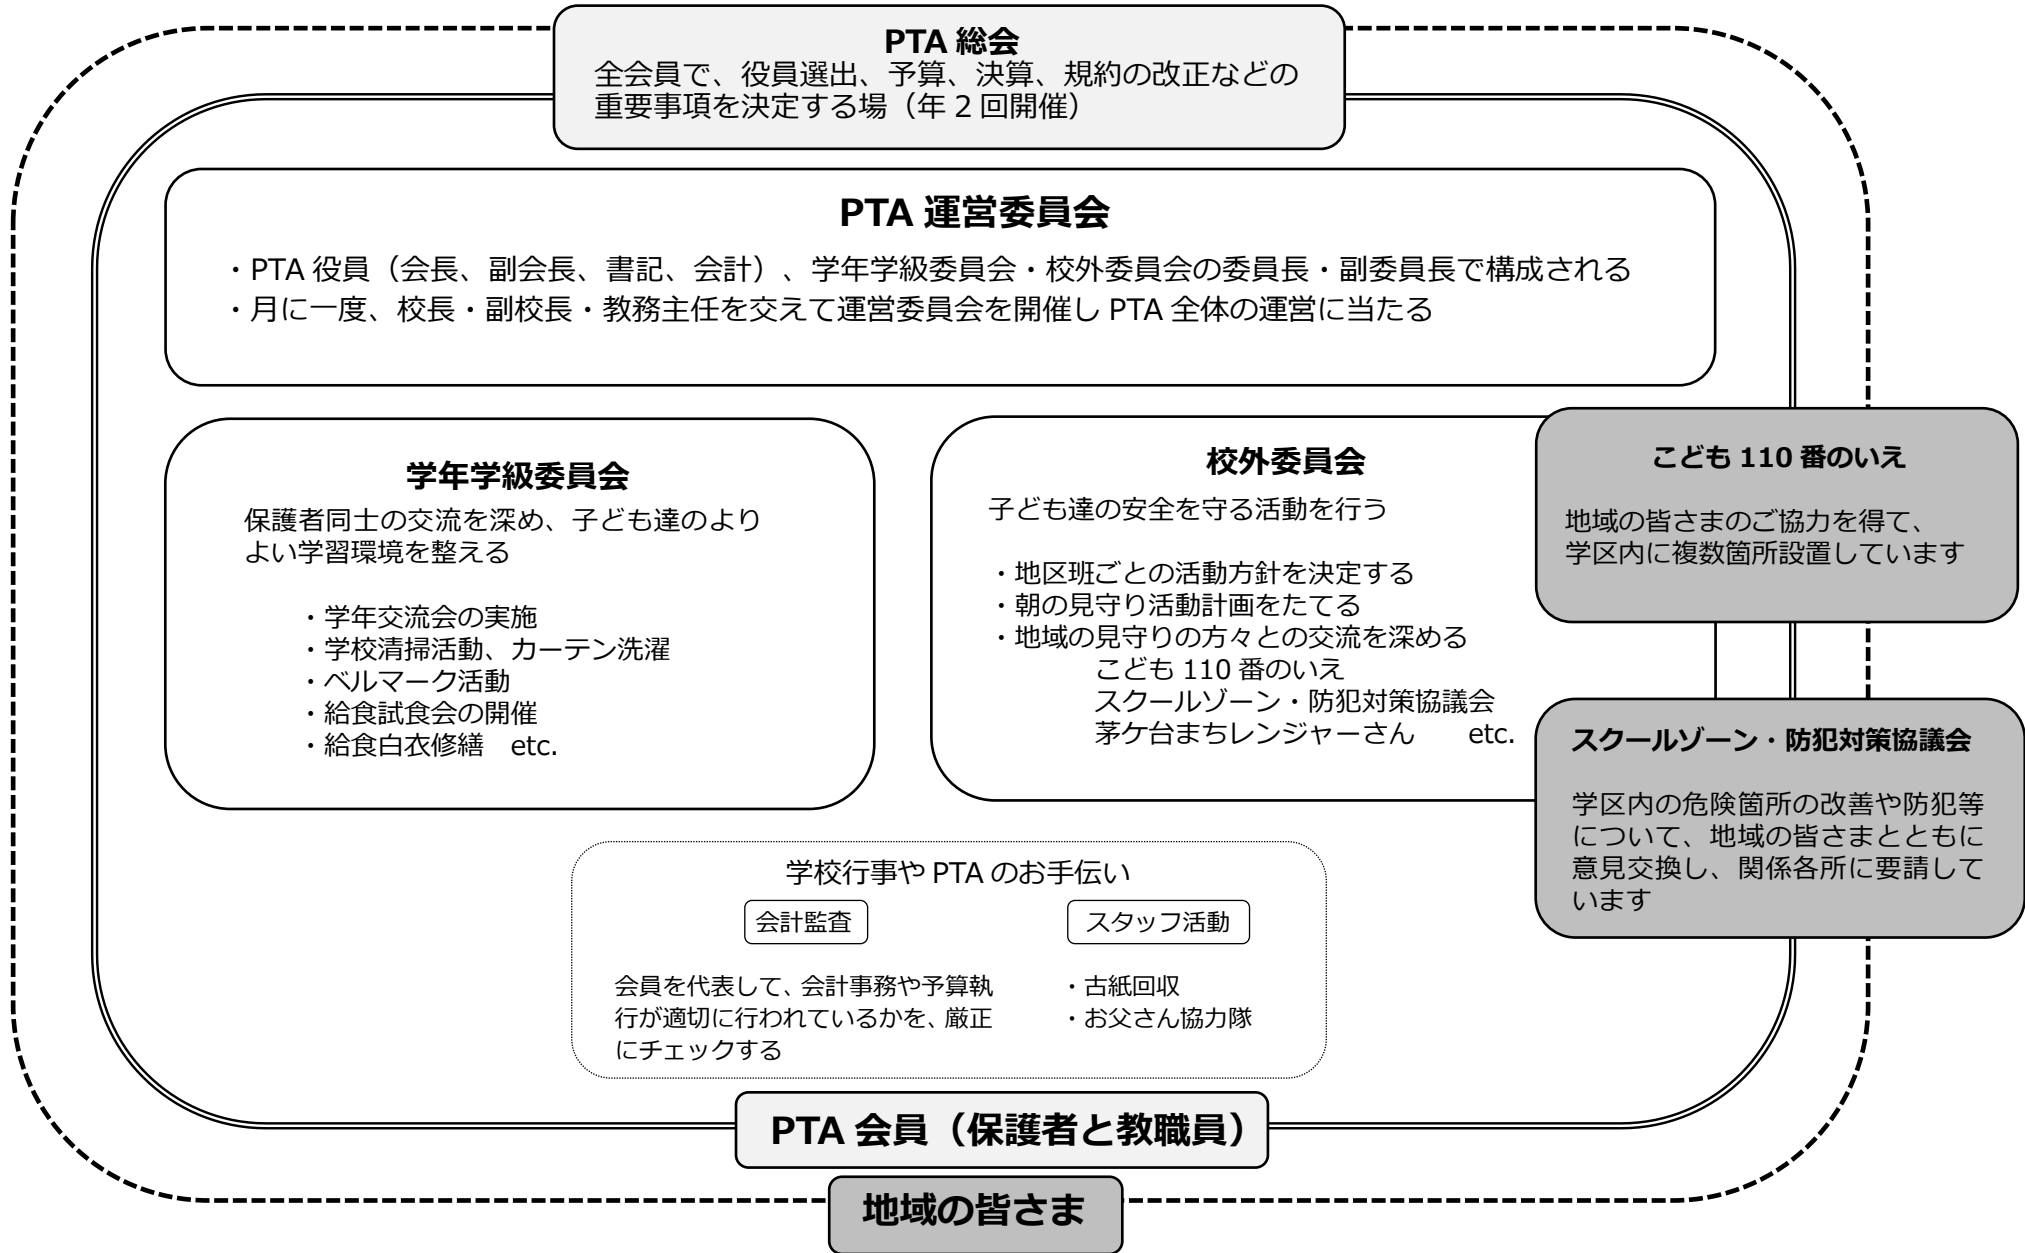 PTA 総会
全会員で、役員選出、予算、決算、規約の改正などの
重要事項を決定する場（年 2 回開催）
PTA 運営委員会
・PTA 役員（会長、副会長、書記、会計）、学年学級委員会・校外委員会の委員長・副委員長で構成される
・月に一度、校長・副校長・教務主任を交えて運営委員会を開催し PTA 全体の運営に当たる
学年学級委員会
保護者同士の交流を深め、子ども達のより
よい学習環境を整える
・学年交流会の実施
・学校清掃活動、カーテン洗濯
・ベルマーク活動
・給食試食会の開催
・給食白衣修繕　etc.
校外委員会
子ども達の安全を守る活動を行う
・地区班ごとの活動方針を決定する
・朝の見守り活動計画をたてる
・地域の見守りの方々との交流を深める
こども 110 番のいえ
スクールゾーン・防犯対策協議会
茅ケ台まちレンジャーさん　　etc.
こども 110 番のいえ
地域の皆さまのご協力を得て、
学区内に複数箇所設置しています
スクールゾーン・防犯対策協議会
学区内の危険箇所の改善や防犯等
について、地域の皆さまとともに
意見交換し、関係各所に要請して
います
学校行事や PTA のお手伝い
会計監査
会員を代表して、会計事務や予算執
行が適切に行われているかを、厳正
にチェックする
スタッフ活動
・古紙回収
・お父さん協力隊
PTA 会員（保護者と教職員）
地域の皆さま